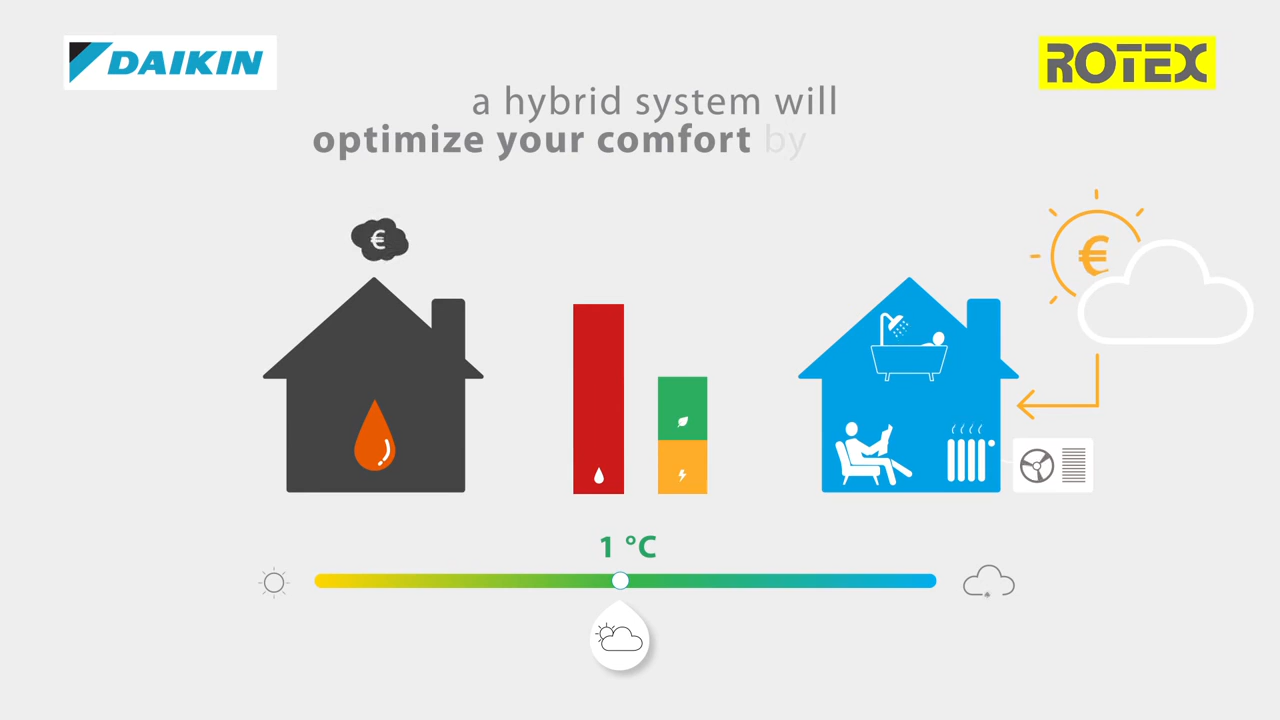 DAIKIN
ROTEX
a hybrid system will
optimize your comfort by
€
€
1 °C